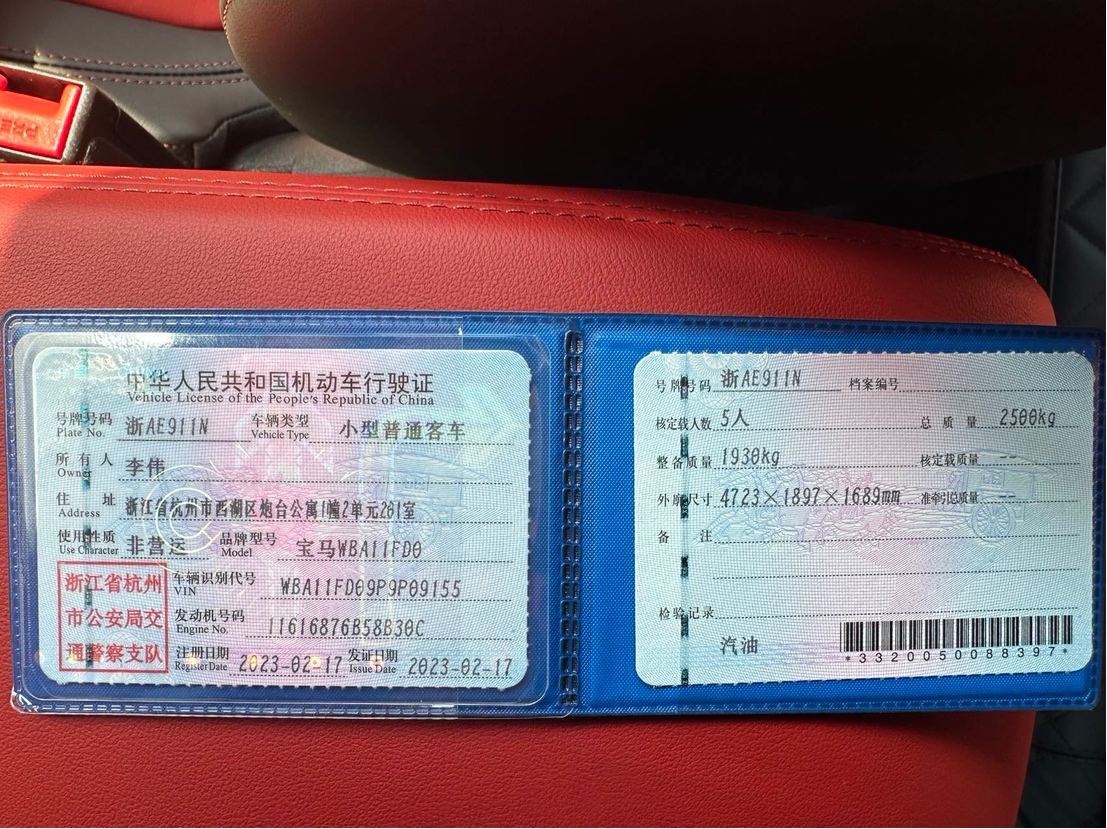 中华人民共和国机动车行驶证
Vehicle License of the People's Republic of China
号牌号码 浙AE911N 车辆类型 小型普通客车
Plate No. Vehicle Type
所有人 李伟
Owner
住址 浙江省杭州市西湖区炮台公寓1幢2单元201室
Address
使用性质 非营运 品牌型号 宝马WBA11FD0
Use Character Model
浙江省杭州
市公安局交
通警察支队
车辆识别代号 WBA11FD09P9P09155
VIN
发动机号码 11616876B58B30C
Engine No.
注册日期 2023-02-17 发证日期 2023-02-17
Register Date Issue Date
号牌号码 浙AE911N 档案编号
核定载人数 5人 总质量 2500kg
整备质量 1930kg 核定载质量 --
外廓尺寸 4723×1897×1689mm 准牵引总质量 --
备注
检验记录
汽油
*3320050088397*